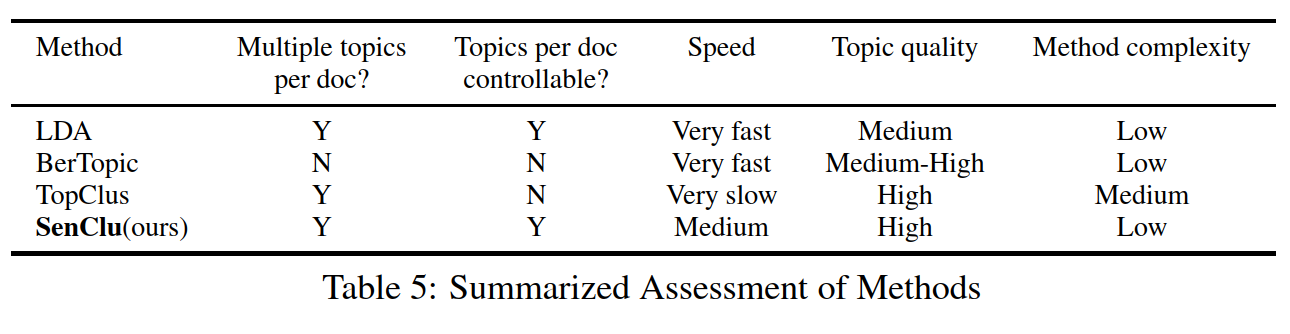 Method Multiple topics Topics per doc Speed Topic quality Method complexity
per doc? controllable?
LDA Y Y Very fast Medium Low
BerTopic N N Very fast Medium-High Low
TopClus Y N Very slow High Medium
SenClu(ours) Y Y Medium High Low
Table 5: Summarized Assessment of Methods